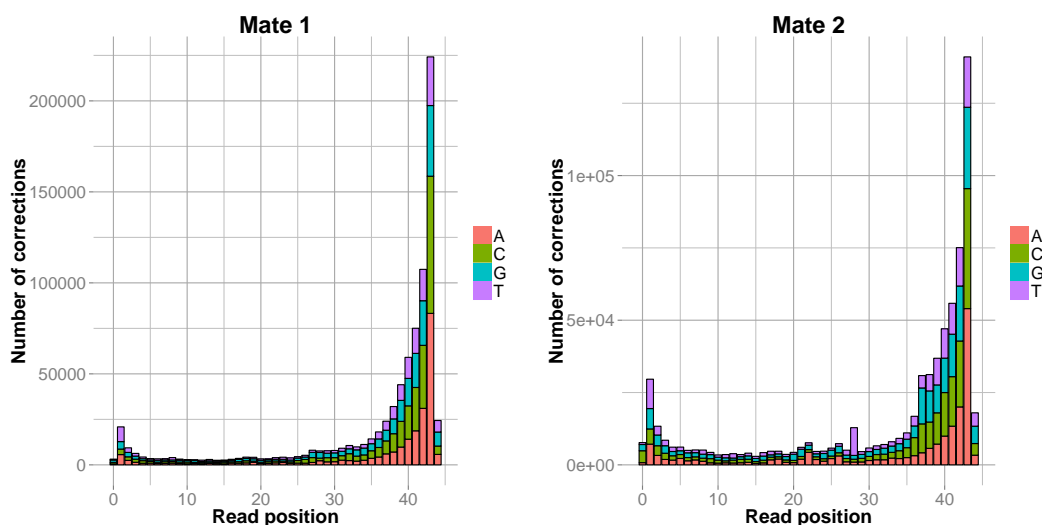 Mate 1
Number of corrections
200000
150000
100000
50000
0
0 10 20 30 40
Read position
A
C
G
T
Mate 2
Number of corrections
1e+05
5e+04
0e+00
0 10 20 30 40
Read position
A
C
G
T